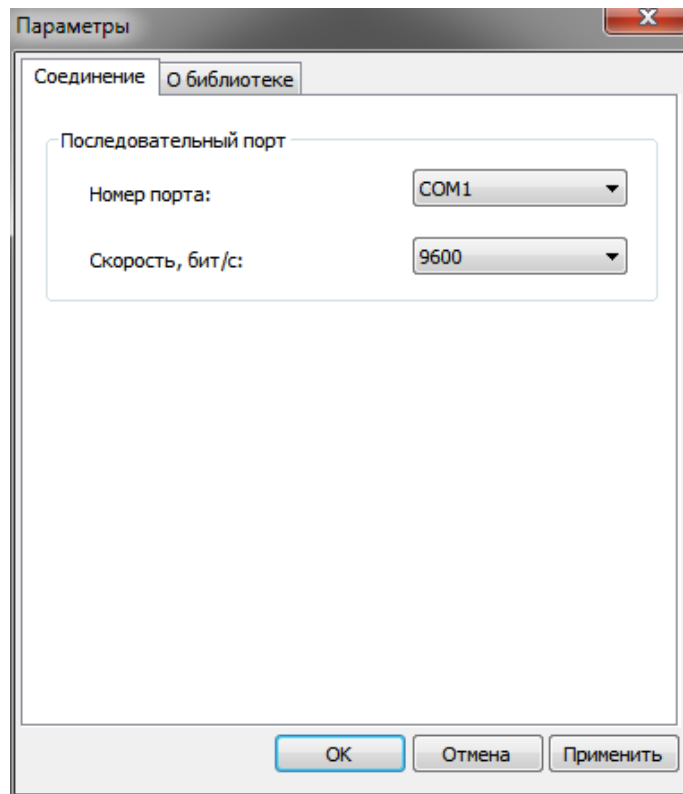 Параметры
Соединение О библиотеке
Последовательный порт
Номер порта: COM1
Скорость, бит/с: 9600
OK Отмена Применить